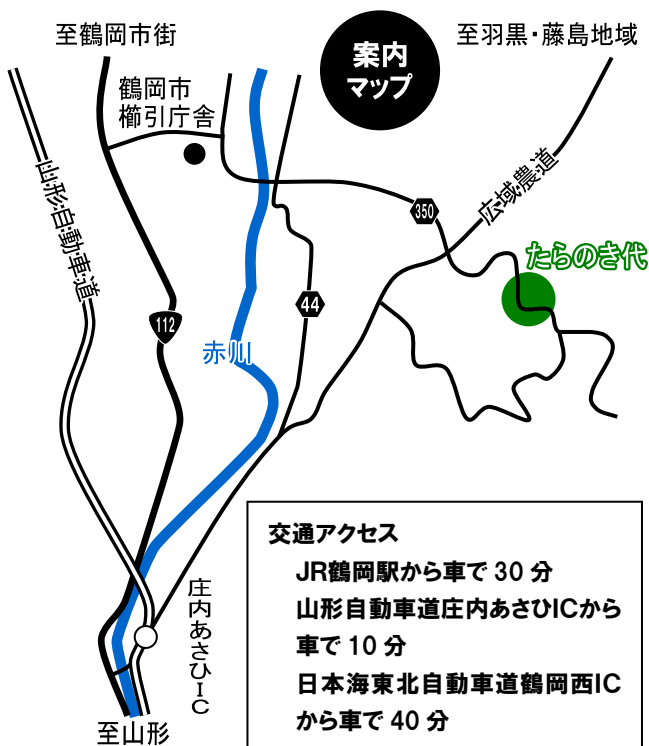 至鶴岡市街
案内
マップ
至羽黒・藤島地域
鶴岡市
櫛引庁舎
山形自動車道
広域農道
350
たらのき代
44
112
赤川
庄内あさひIC
至山形
交通アクセス
JR鶴岡駅から車で 30 分
山形自動車道庄内あさひICから
車で 10 分
日本海東北自動車道鶴岡西IC
から車で 40 分